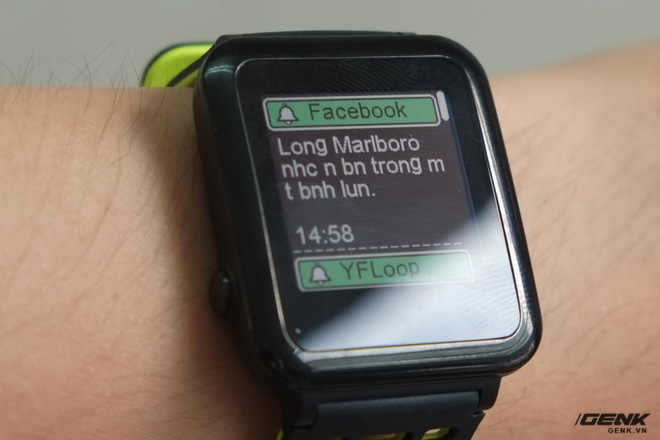 Facebook
Long Marlboro
nhc n bn trong m
t bnh lun.
14:58
YFLoop
GENK
GENK.VN